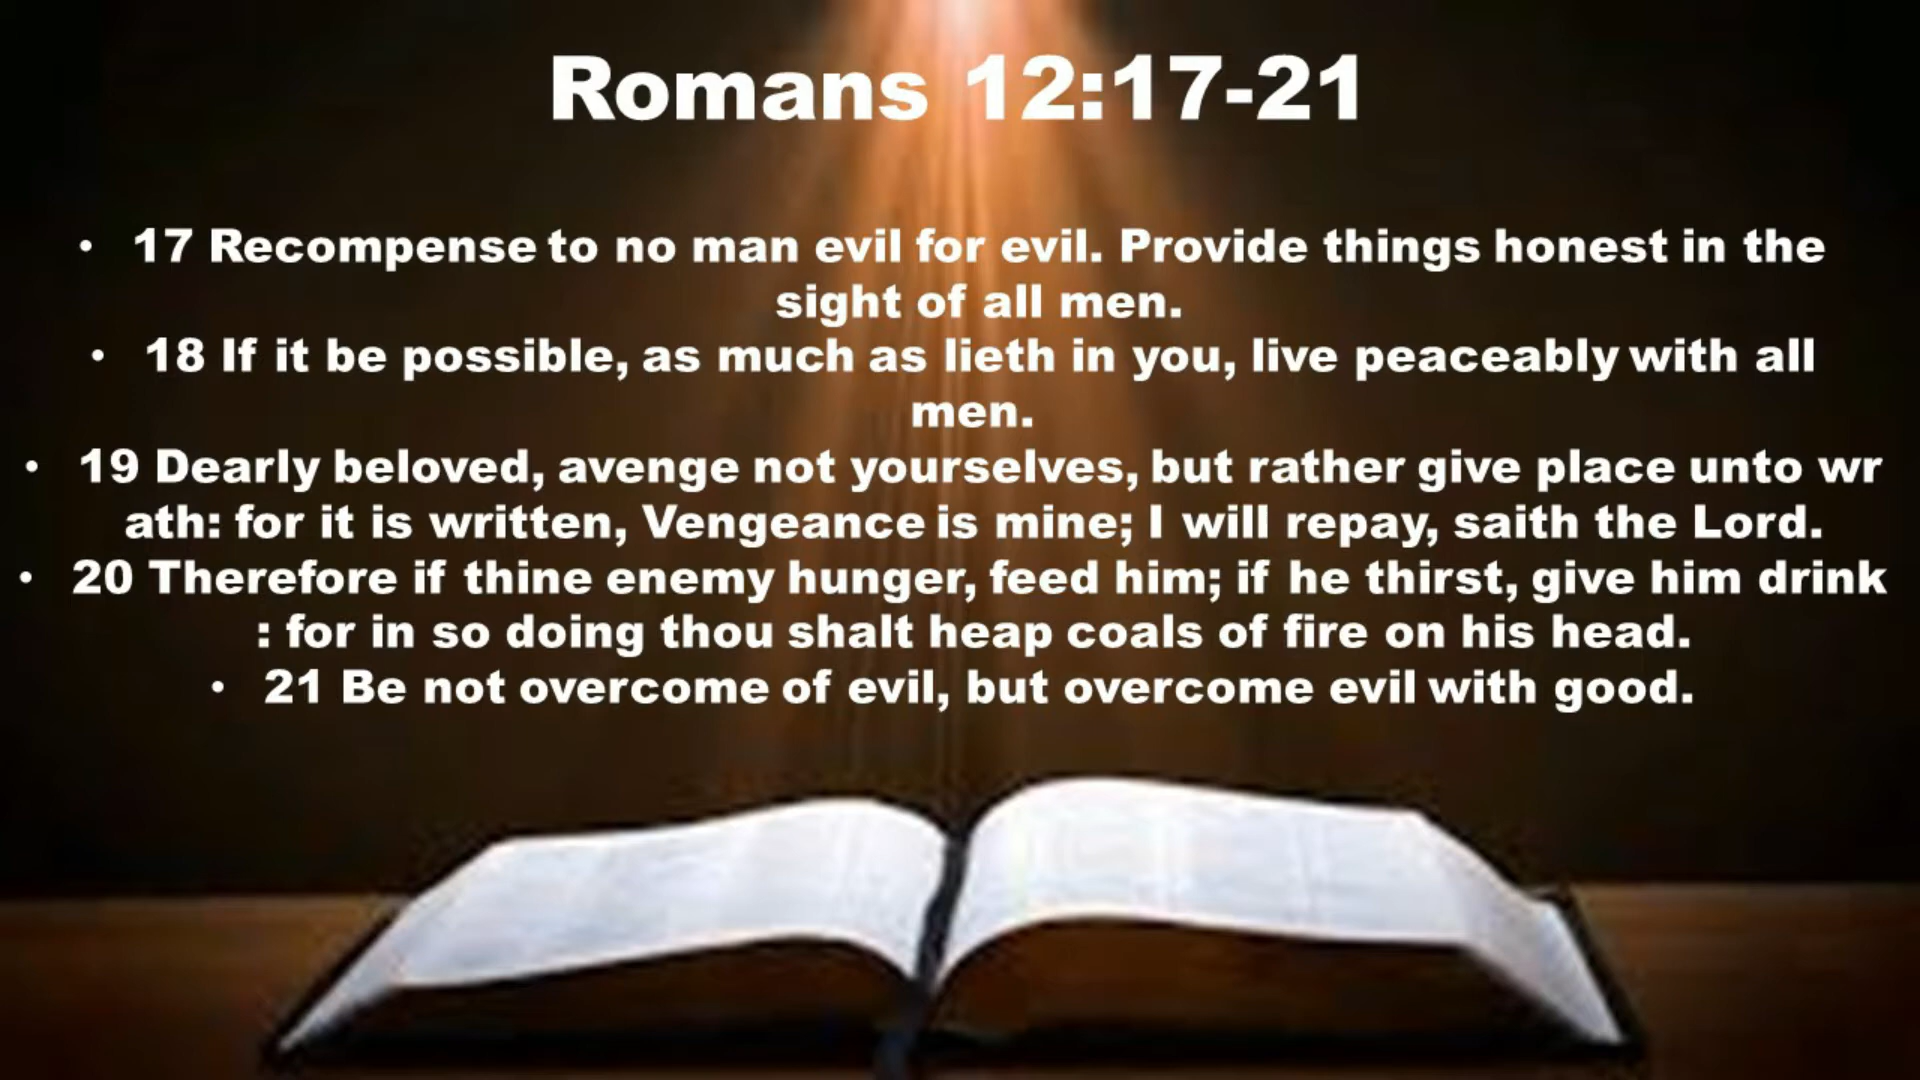 Romans 12:17-21
• 17 Recompense to no man evil for evil. Provide things honest in the
sight of all men.
• 18 If it be possible, as much as lieth in you, live peaceably with all
men.
• 19 Dearly beloved, avenge not yourselves, but rather give place unto wr
ath: for it is written, Vengeance is mine; I will repay, saith the Lord.
• 20 Therefore if thine enemy hunger, feed him; if he thirst, give him drink
: for in so doing thou shalt heap coals of fire on his head.
• 21 Be not overcome of evil, but overcome evil with good.